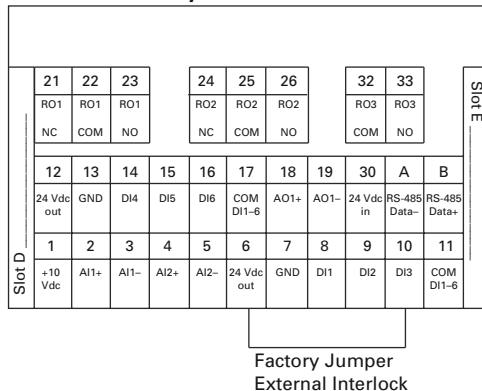 Slot D
Slot E
21 22 23 24 25 26 32 33
RO1 RO1 RO1 RO2 RO2 RO2 RO3 RO3
NC COM NO NC COM NO COM NO
12 13 14 15 16 17 18 19 30 A B
24 Vdc GND DI4 DI5 DI6 COM AO1+ AO1– 24 Vdc RS-485 RS-485
out DI1–6 in Data– Data+
1 2 3 4 5 6 7 8 9 10 11
+10 AI1+ AI1– AI2+ AI2– 24 Vdc GND DI1 DI2 DI3 COM
Vdc out DI1–6
Factory Jumper
External Interlock